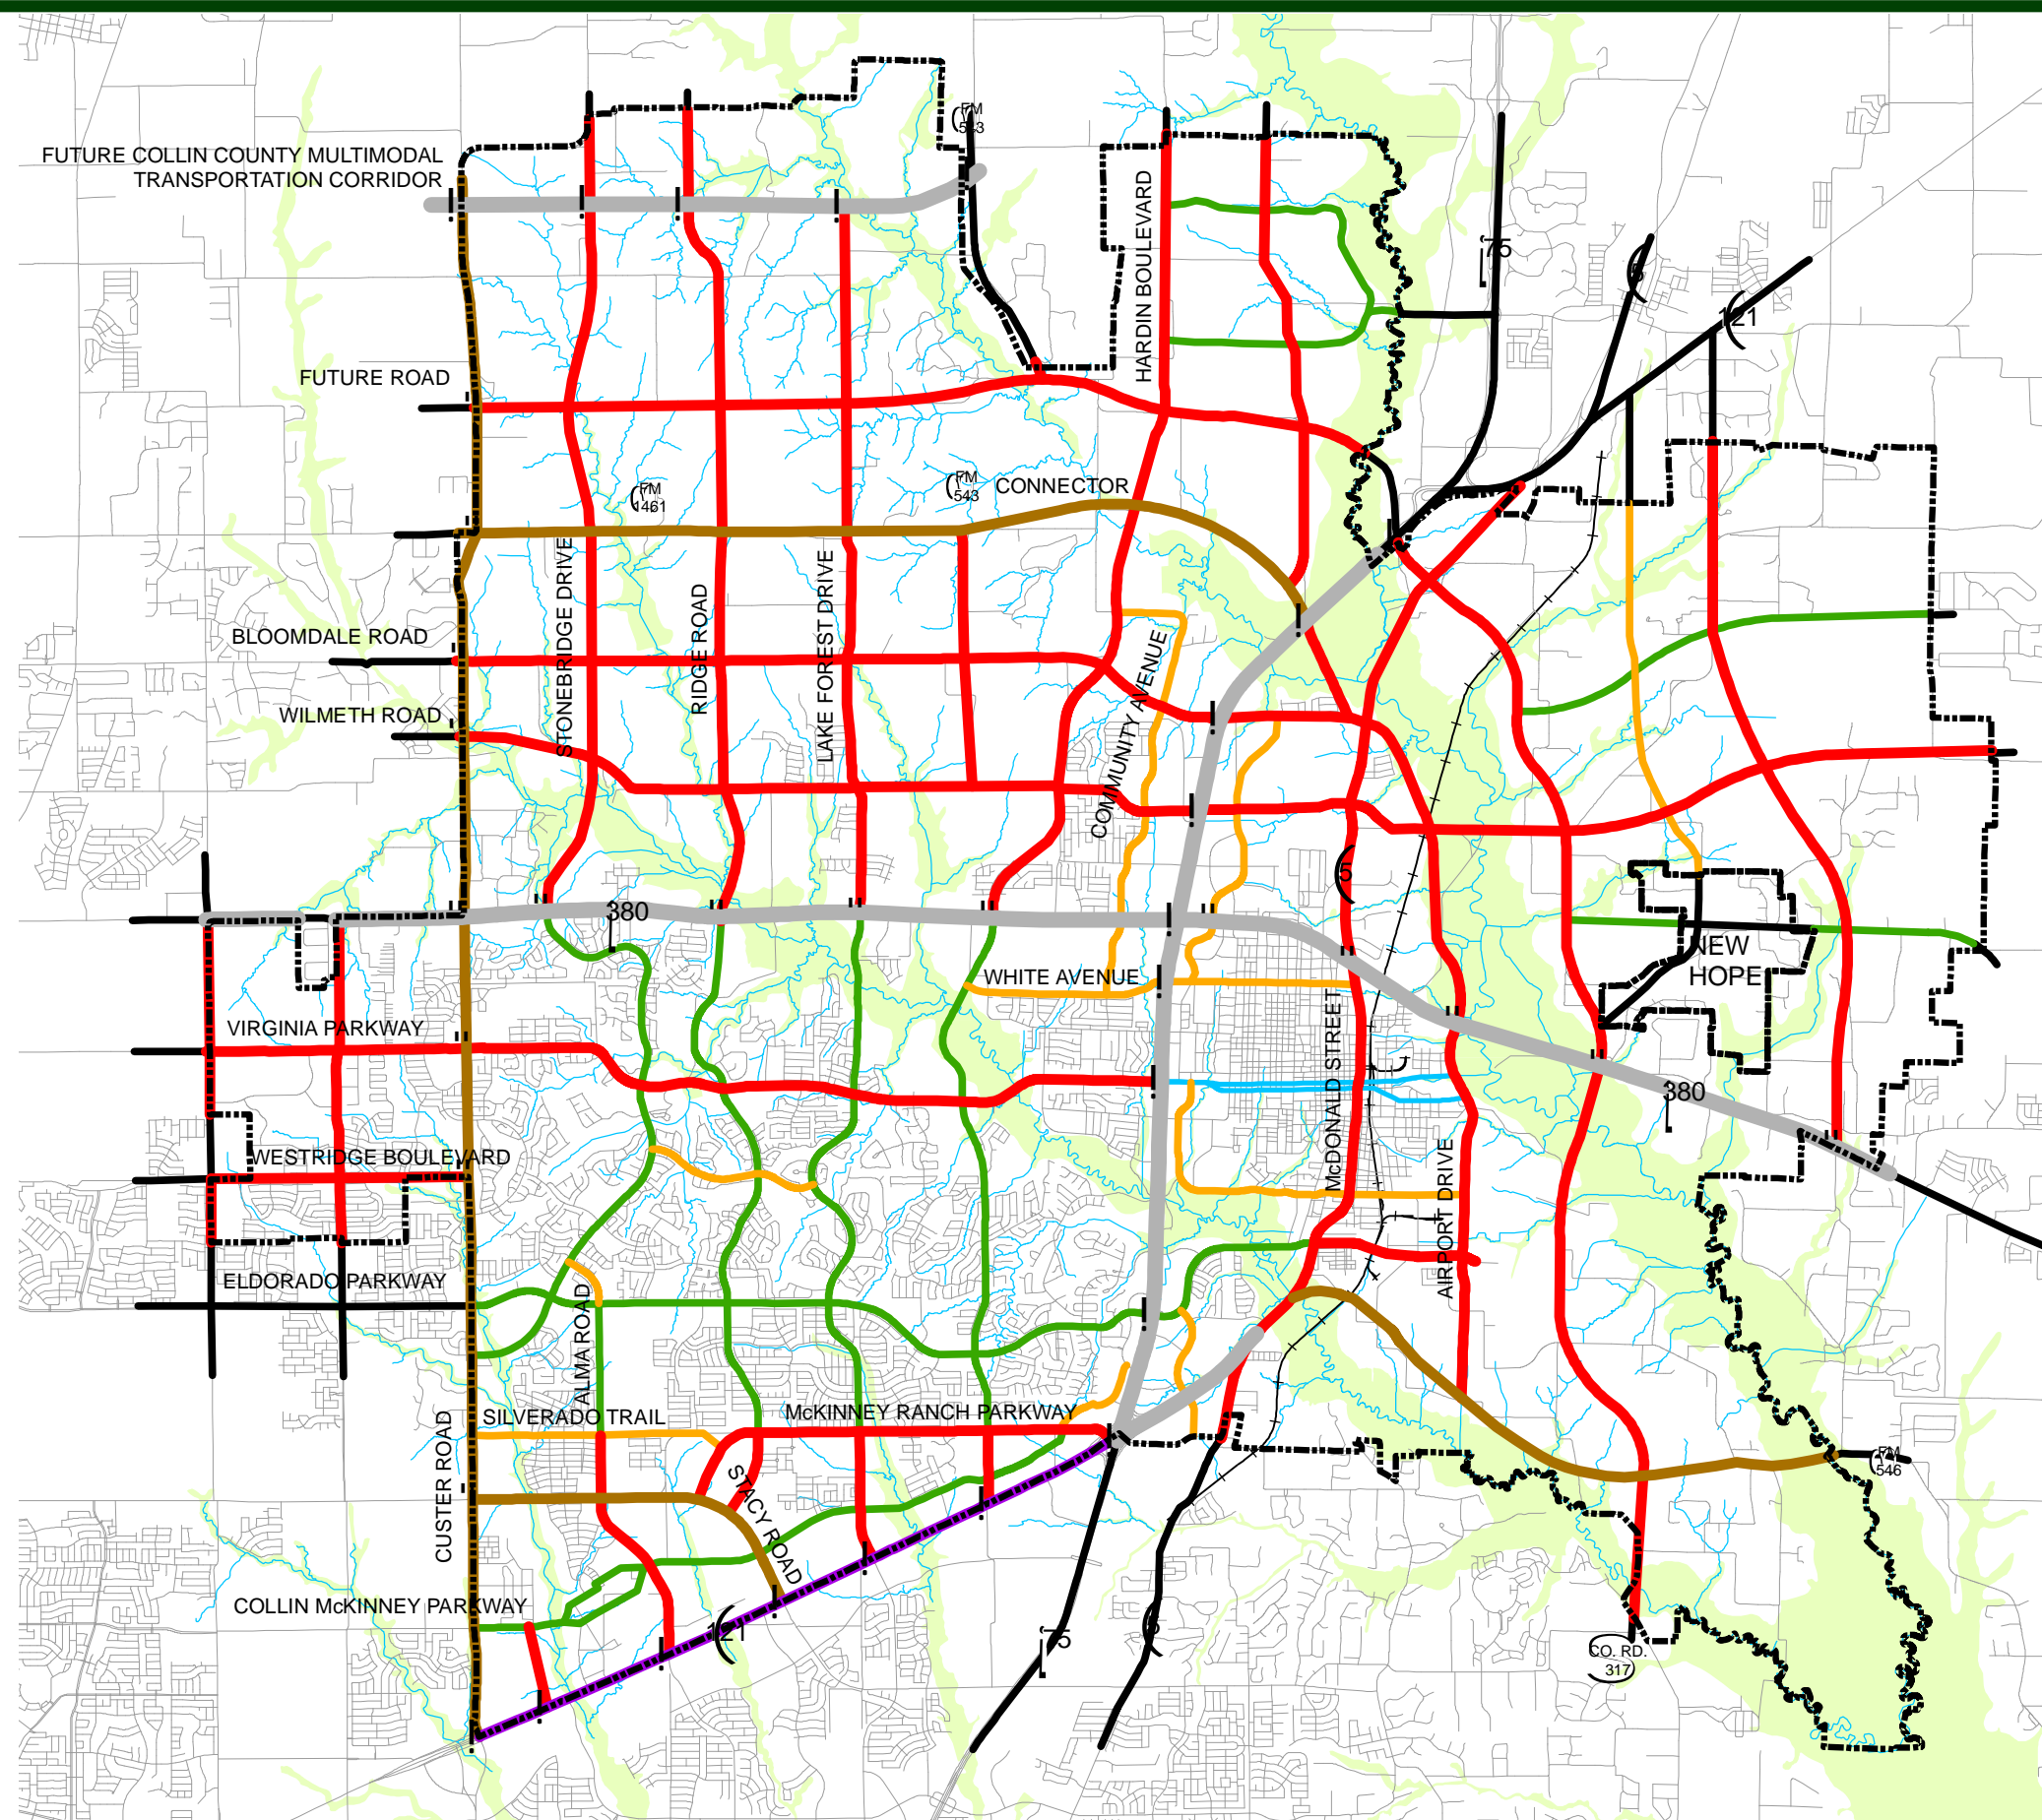 FM
543
FUTURE COLLIN COUNTY MULTIMODAL
TRANSPORTATION CORRIDOR
HARDIN BOULEVARD
75
5
121
FUTURE ROAD
FM
1461
FM
543
CONNECTOR
STONEBRIDGE DRIVE
RIDGE ROAD
LAKE FOREST DRIVE
COMMUNITY AVENUE
BLOOMDALE ROAD
WILMETH ROAD
5
380
NEW
HOPE
WHITE AVENUE
McDONALD STREET
VIRGINIA PARKWAY
380
WESTRIDGE BOULEVARD
AIRPORT DRIVE
ELDORADO PARKWAY
ALMA ROAD
SILVERADO TRAIL
McKINNEY RANCH PARKWAY
CUSTER ROAD
STACY ROAD
FM
546
COLLIN McKINNEY PARKWAY
121
75
5
CO. RD.
317